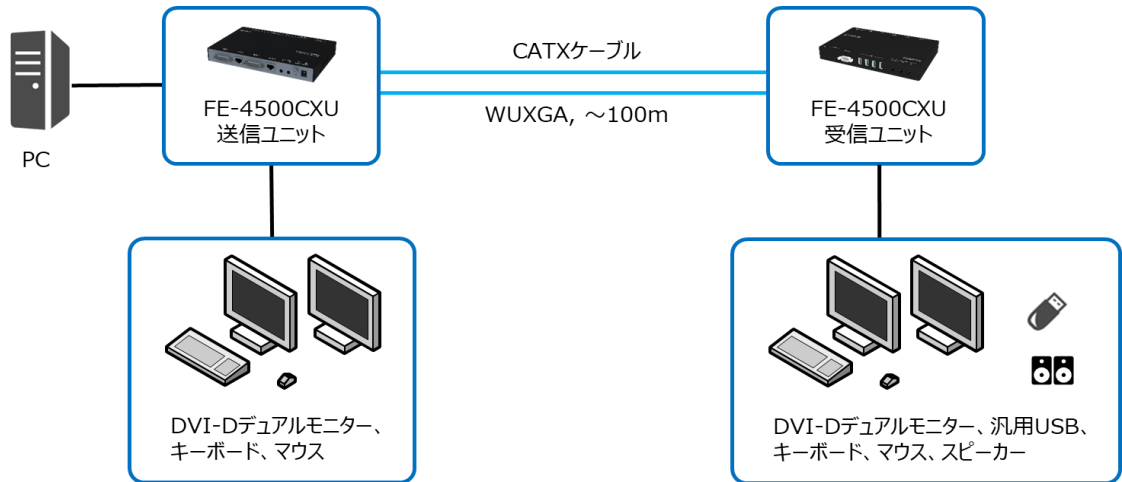 CATXケーブル
FE-4500CXU
送信ユニット
WUXGA, ～100m
FE-4500CXU
受信ユニット
PC
DVI-Dデュアルモニター、
キーボード、マウス
DVI-Dデュアルモニター、汎用USB、
キーボード、マウス、スピーカー